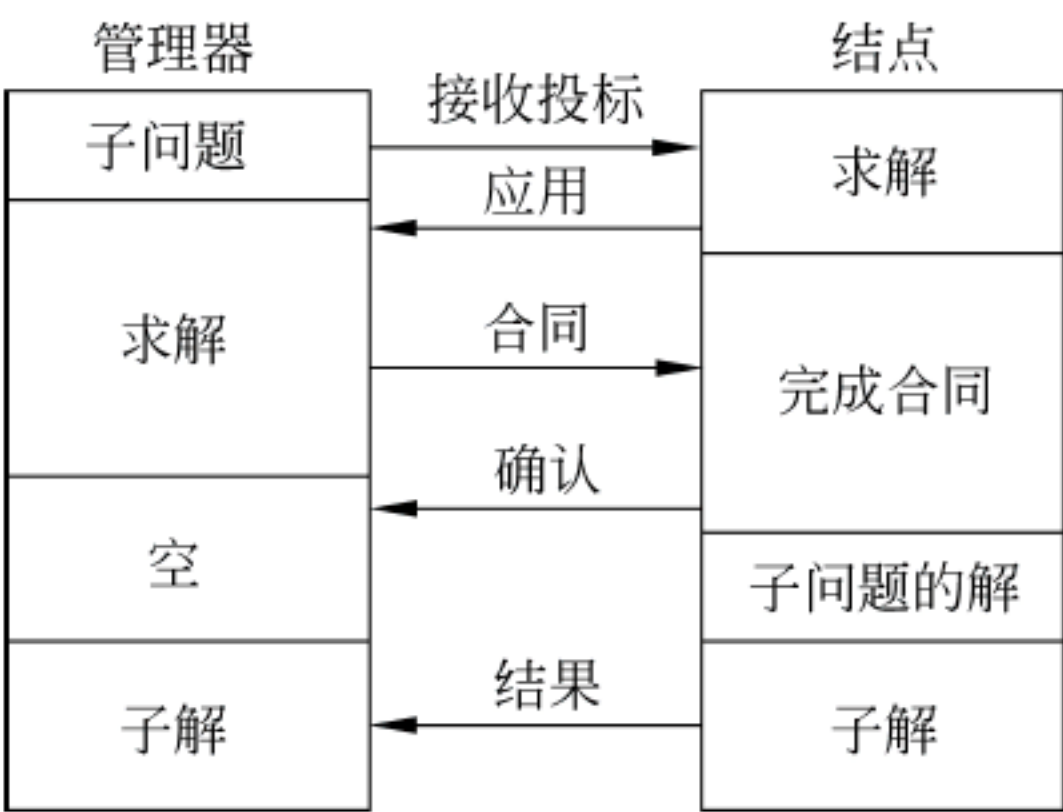 管理器
结点
接收投标
子问题
求解
应用
求解
合同
完成合同
确认
空
子问题的解
结果
子解
子解